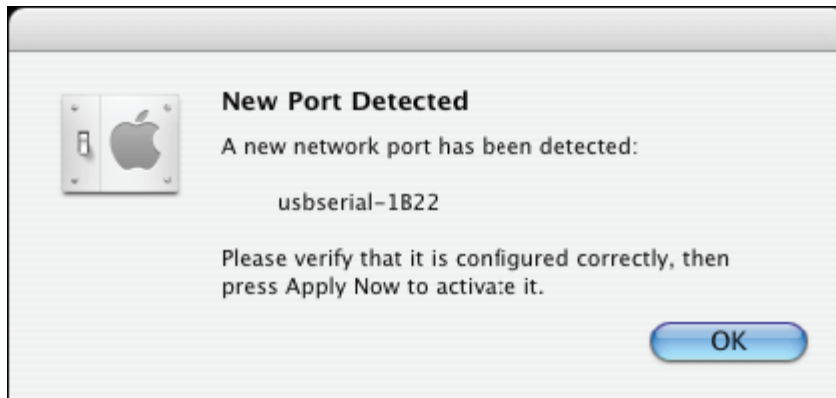 New Port Detected
A new network port has been detected:
usbserial-1B22
Please verify that it is configured correctly, then
press Apply Now to activate it.
OK